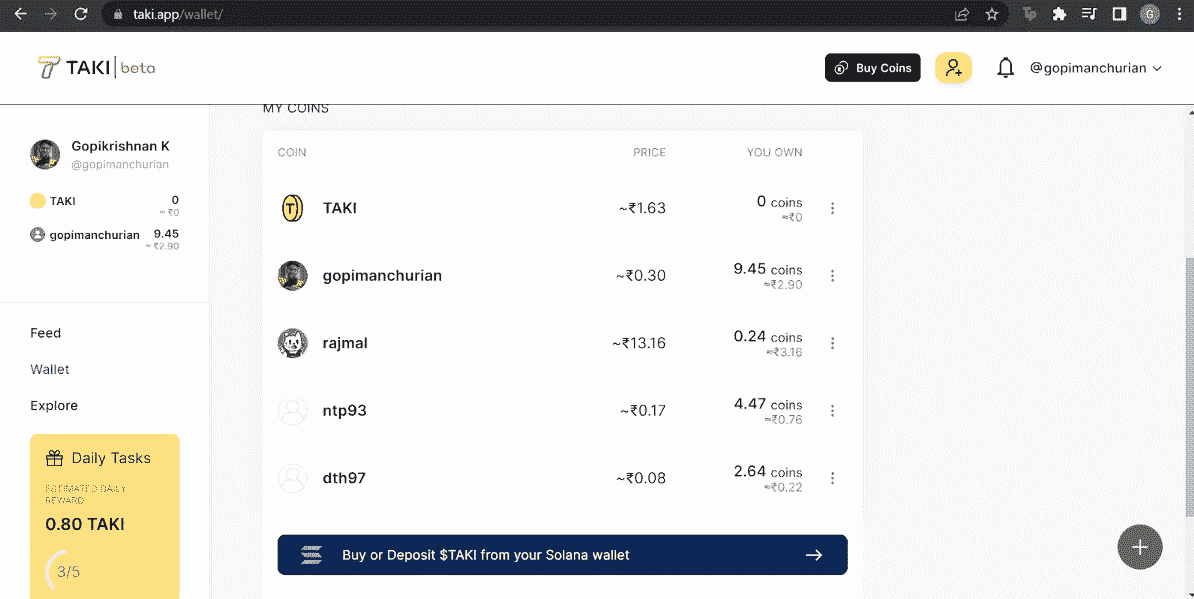 taki.app/wallet/
G
TAKI beta
Buy Coins
@gopimanchurian
Gopikrishnan K
@gopimanchurian
TAKI 0
~ ₹0
gopimanchurian 9.45
~ ₹2.90
Feed
Wallet
Explore
Daily Tasks
ESTIMATED DAILY
REWARD
0.80 TAKI
3/5
MY COINS
COIN PRICE YOU OWN
TAKI ~₹1.63 0 coins
≈₹0
gopimanchurian ~₹0.30 9.45 coins
≈₹2.90
rajmal ~₹13.16 0.24 coins
≈₹3.16
ntp93 ~₹0.17 4.47 coins
≈₹0.76
dth97 ~₹0.08 2.64 coins
≈₹0.22
Buy or Deposit $TAKI from your Solana wallet